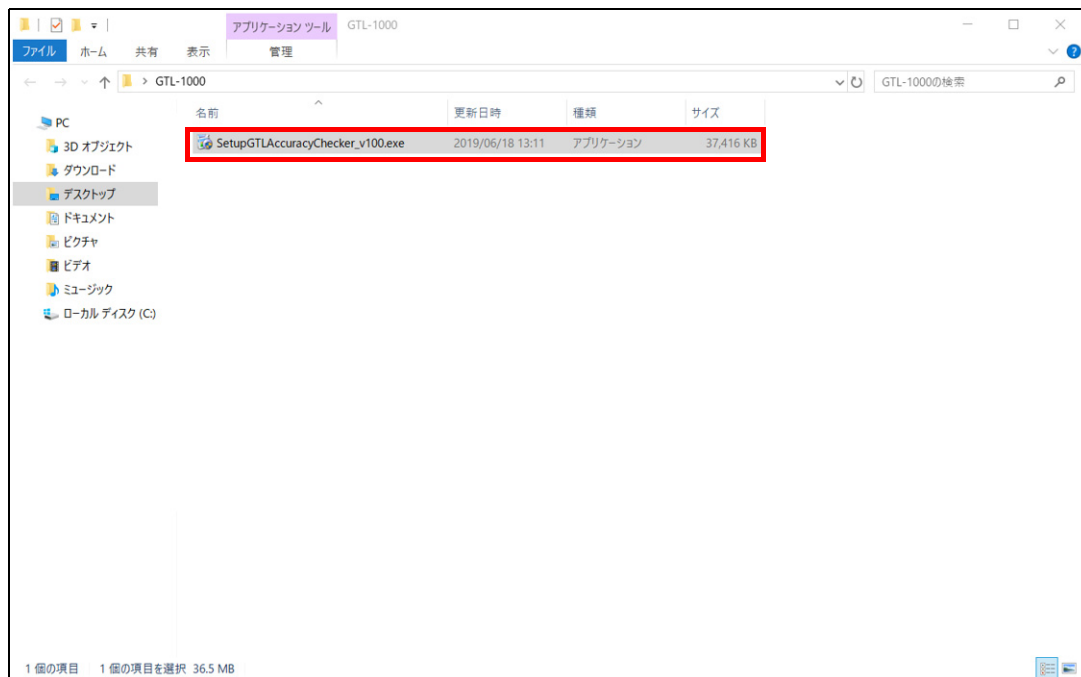 アプリケーション ツール GTL-1000
ファイル ホーム 共有 表示 管理
GTL-1000 GTL-1000の検索
名前 更新日時 種類 サイズ
PC
SetupGTLAccuracyChecker_v100.exe 2019/06/18 13:11 アプリケーション 37,416 KB
3D オブジェクト
ダウンロード
デスクトップ
ドキュメント
ピクチャ
ビデオ
ミュージック
ローカル ディスク (C:)
1 個の項目 1 個の項目を選択 36.5 MB